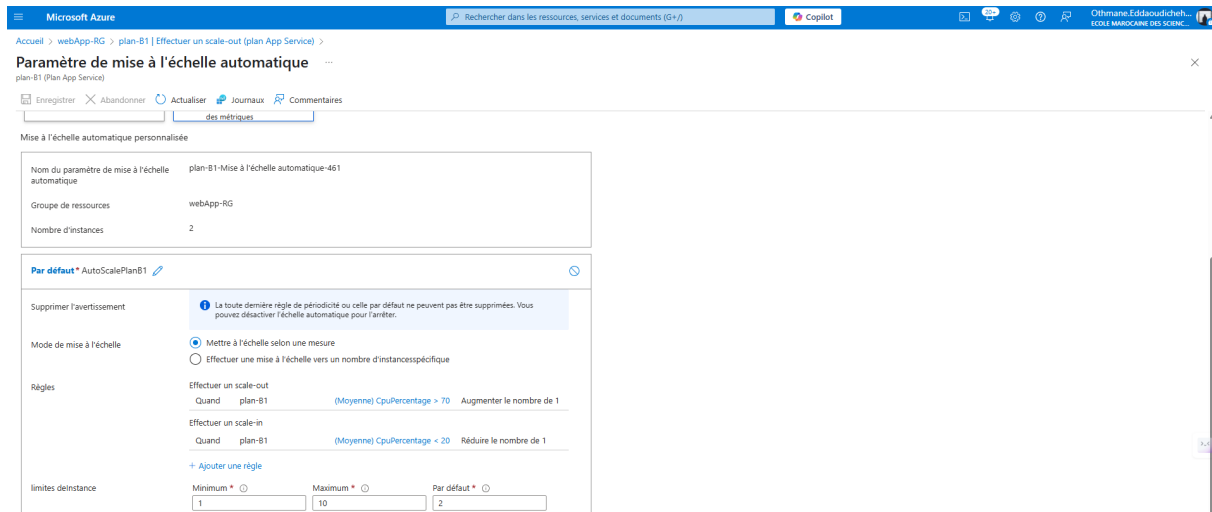 Microsoft Azure
Rechercher dans les ressources, services et documents (G+/)
Copilot
20+
Othmane.Eddaoudicheh...
ECOLE MAROCAINE DES SCIENC...
Accueil > webApp-RG > plan-B1 | Effectuer un scale-out (plan App Service) >
Paramètre de mise à l'échelle automatique ...
plan-B1 (Plan App Service)
Enregistrer Abandonner Actualiser Journaux Commentaires
des métriques
Mise à l'échelle automatique personnalisée
Nom du paramètre de mise à l'échelle
automatique
plan-B1-Mise à l'échelle automatique-461
Groupe de ressources
webApp-RG
Nombre d'instances
2
Par défaut* AutoScalePlanB1
Supprimer l'avertissement
La toute dernière règle de périodicité ou celle par défaut ne peuvent pas être supprimées. Vous
pouvez désactiver l'échelle automatique pour l'arrêter.
Mode de mise à l'échelle
Mettre à l'échelle selon une mesure
Effectuer une mise à l'échelle vers un nombre d'instancesspécifique
Règles
Effectuer un scale-out
Quand plan-B1 (Moyenne) CpuPercentage > 70 Augmenter le nombre de 1
Effectuer un scale-in
Quand plan-B1 (Moyenne) CpuPercentage < 20 Réduire le nombre de 1
+ Ajouter une règle
limites deInstance
Minimum * Maximum * Par défaut *
1 10 2